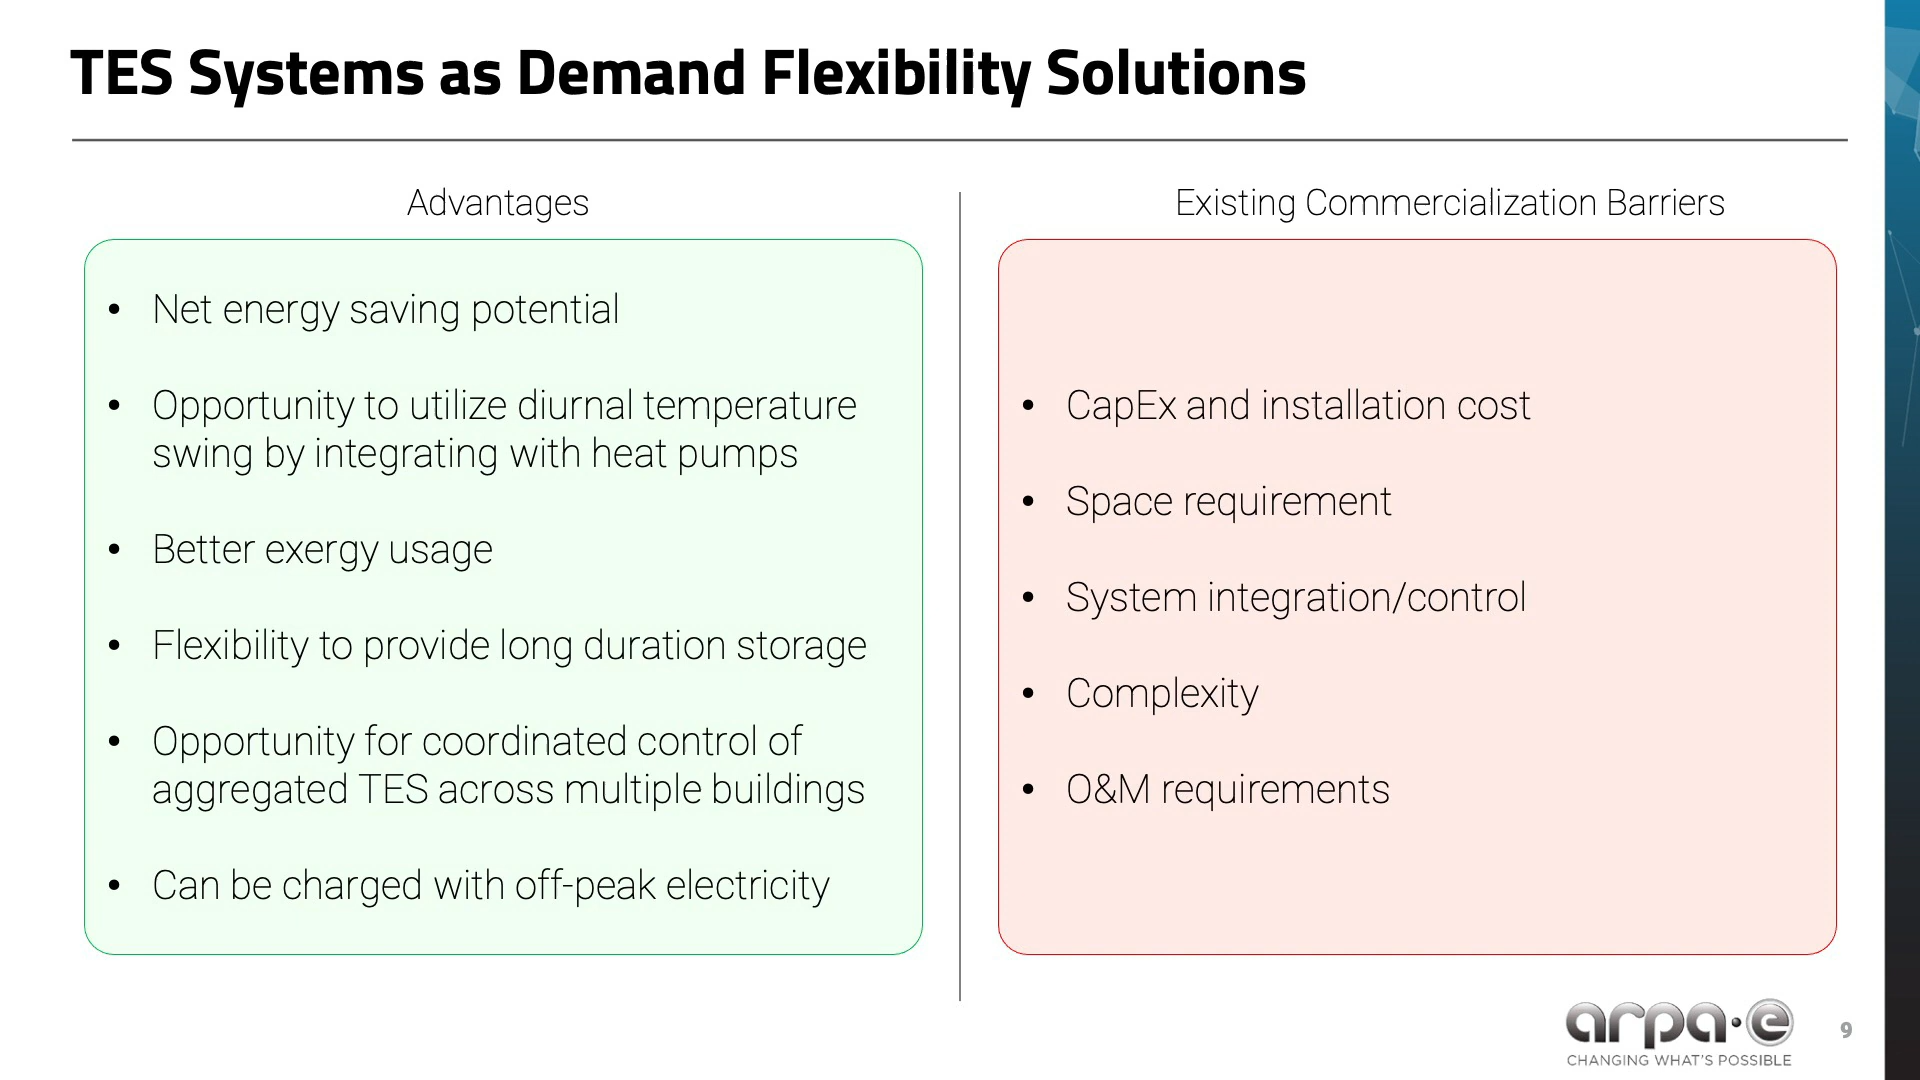 TES Systems as Demand Flexibility Solutions
Advantages
• Net energy saving potential
• Opportunity to utilize diurnal temperature
swing by integrating with heat pumps
• Better exergy usage
• Flexibility to provide long duration storage
• Opportunity for coordinated control of
aggregated TES across multiple buildings
• Can be charged with off-peak electricity
Existing Commercialization Barriers
• CapEx and installation cost
• Space requirement
• System integration/control
• Complexity
• O&M requirements
arpa·e
CHANGING WHAT'S POSSIBLE
9